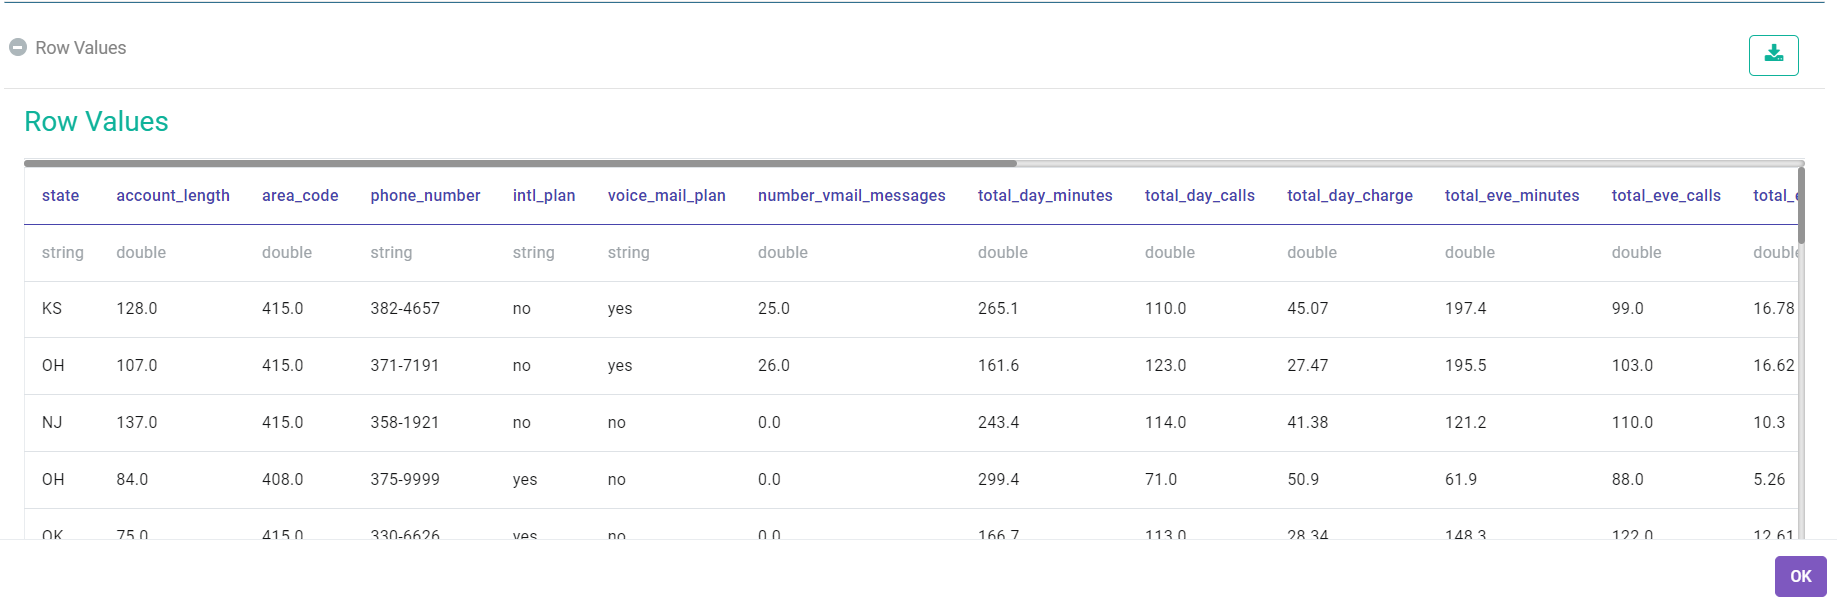 Row Values
Row Values
state account_length area_code phone_number intl_plan voice_mail_plan number_vmail_messages total_day_minutes total_day_calls total_day_charge total_eve_minutes total_eve_calls
string double double string string string double double double double double double
KS 128.0 415.0 382-4657 no yes 25.0 265.1 110.0 45.07 197.4 99.0 16.78
OH 107.0 415.0 371-7191 no yes 26.0 161.6 123.0 27.47 195.5 103.0 16.62
NJ 137.0 415.0 358-1921 no no 0.0 243.4 114.0 41.38 121.2 110.0 10.3
OH 84.0 408.0 375-9999 yes no 0.0 299.4 71.0 50.9 61.9 88.0 5.26
OK 75.0 415.0 330-6626 yes no 0.0 166.7 113.0 28.34 148.3 122.0 12.61
OK